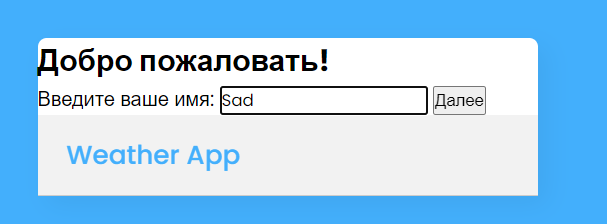 Добро пожаловать!
Введите ваше имя: Sad Далее
Weather App